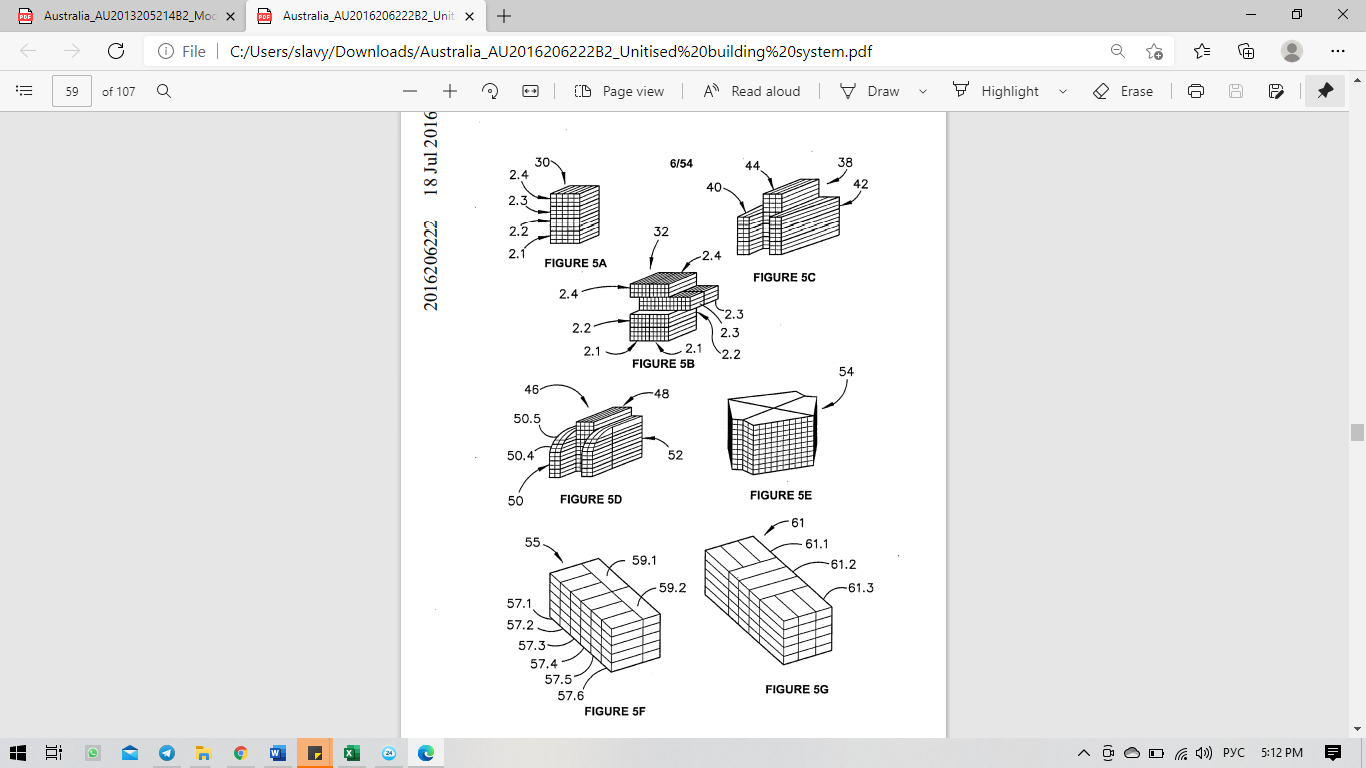 Australia_AU2013205214B2_Mod
Australia_AU2016206222B2_Unit
File
C:/Users/slavy/Downloads/Australia_AU2016206222B2_Unitised%20building%20system.pdf
59 of 107
Page view
Read aloud
Draw
Highlight
Erase
2016206222 18 Jul 2016
6/54
30
2.4
2.3
2.2
2.1
FIGURE 5A
44
38
40
42
FIGURE 5C
32
2.4
2.4
2.3
2.2
2.3
2.1
2.1
2.2
FIGURE 5B
46
48
50.5
50.4
52
50
FIGURE 5D
54
FIGURE 5E
55
59.1
59.2
57.1
57.2
57.3
57.4
57.5
57.6
FIGURE 5F
61
61.1
61.2
61.3
FIGURE 5G
24
РУС
5:12 PM